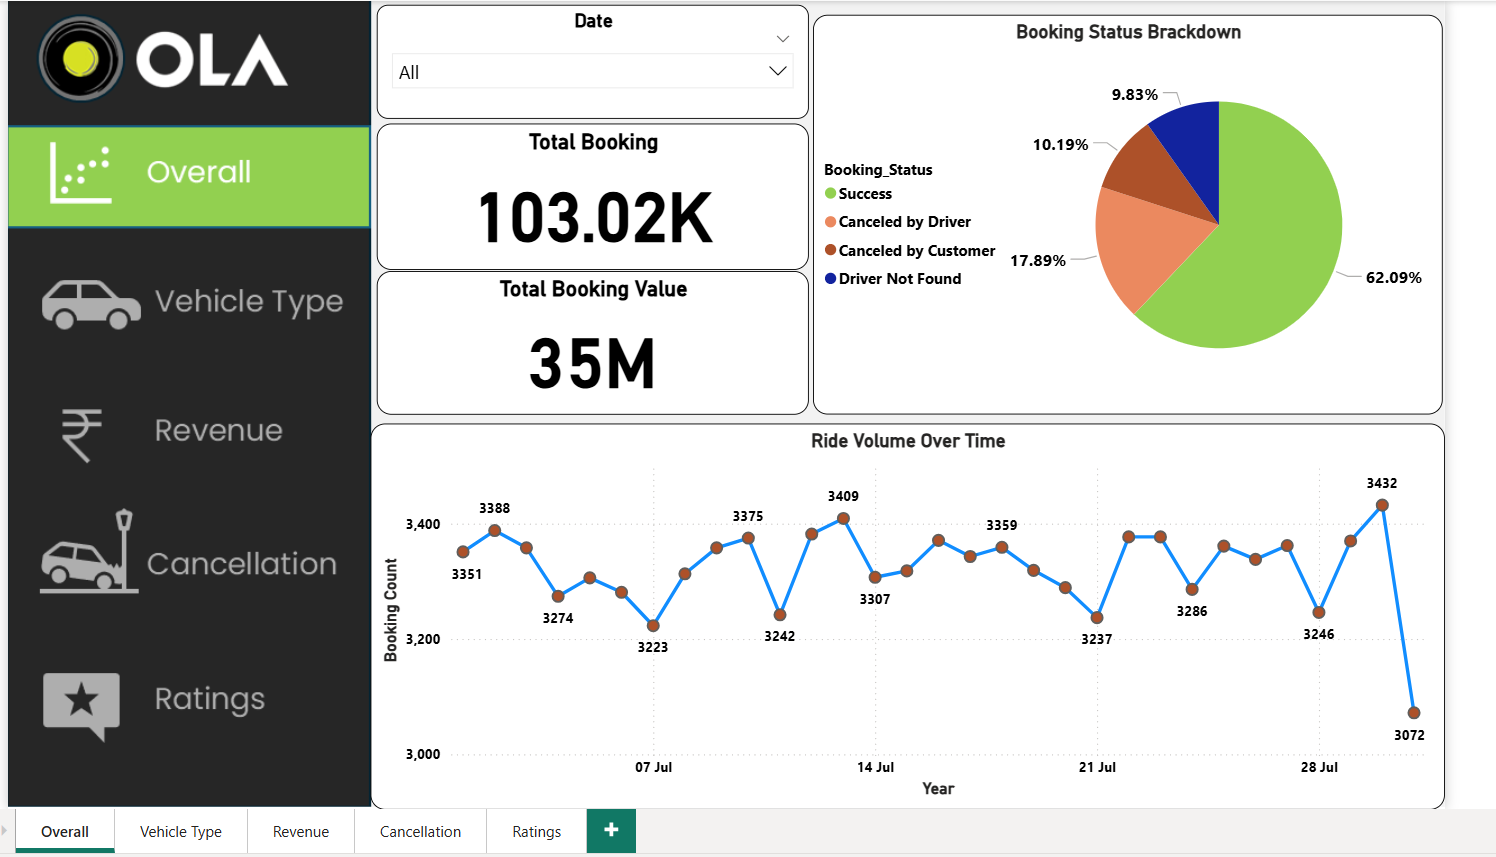 OLA
Overall
Vehicle Type
Revenue
Cancellation
Ratings
Date
All
Total Booking
103.02K
Total Booking Value
35M
Booking Status Brackdown
Booking_Status
Success
Canceled by Driver
Canceled by Customer
Driver Not Found
9.83%
10.19%
17.89%
62.09%
Ride Volume Over Time
Booking Count
3,400
3,200
3,000
3351
3388
3274
3223
3375
3242
3409
3307
3359
3237
3286
3246
3432
3072
07 Jul
14 Jul
21 Jul
28 Jul
Year
Overall
Vehicle Type
Revenue
Cancellation
Ratings
+